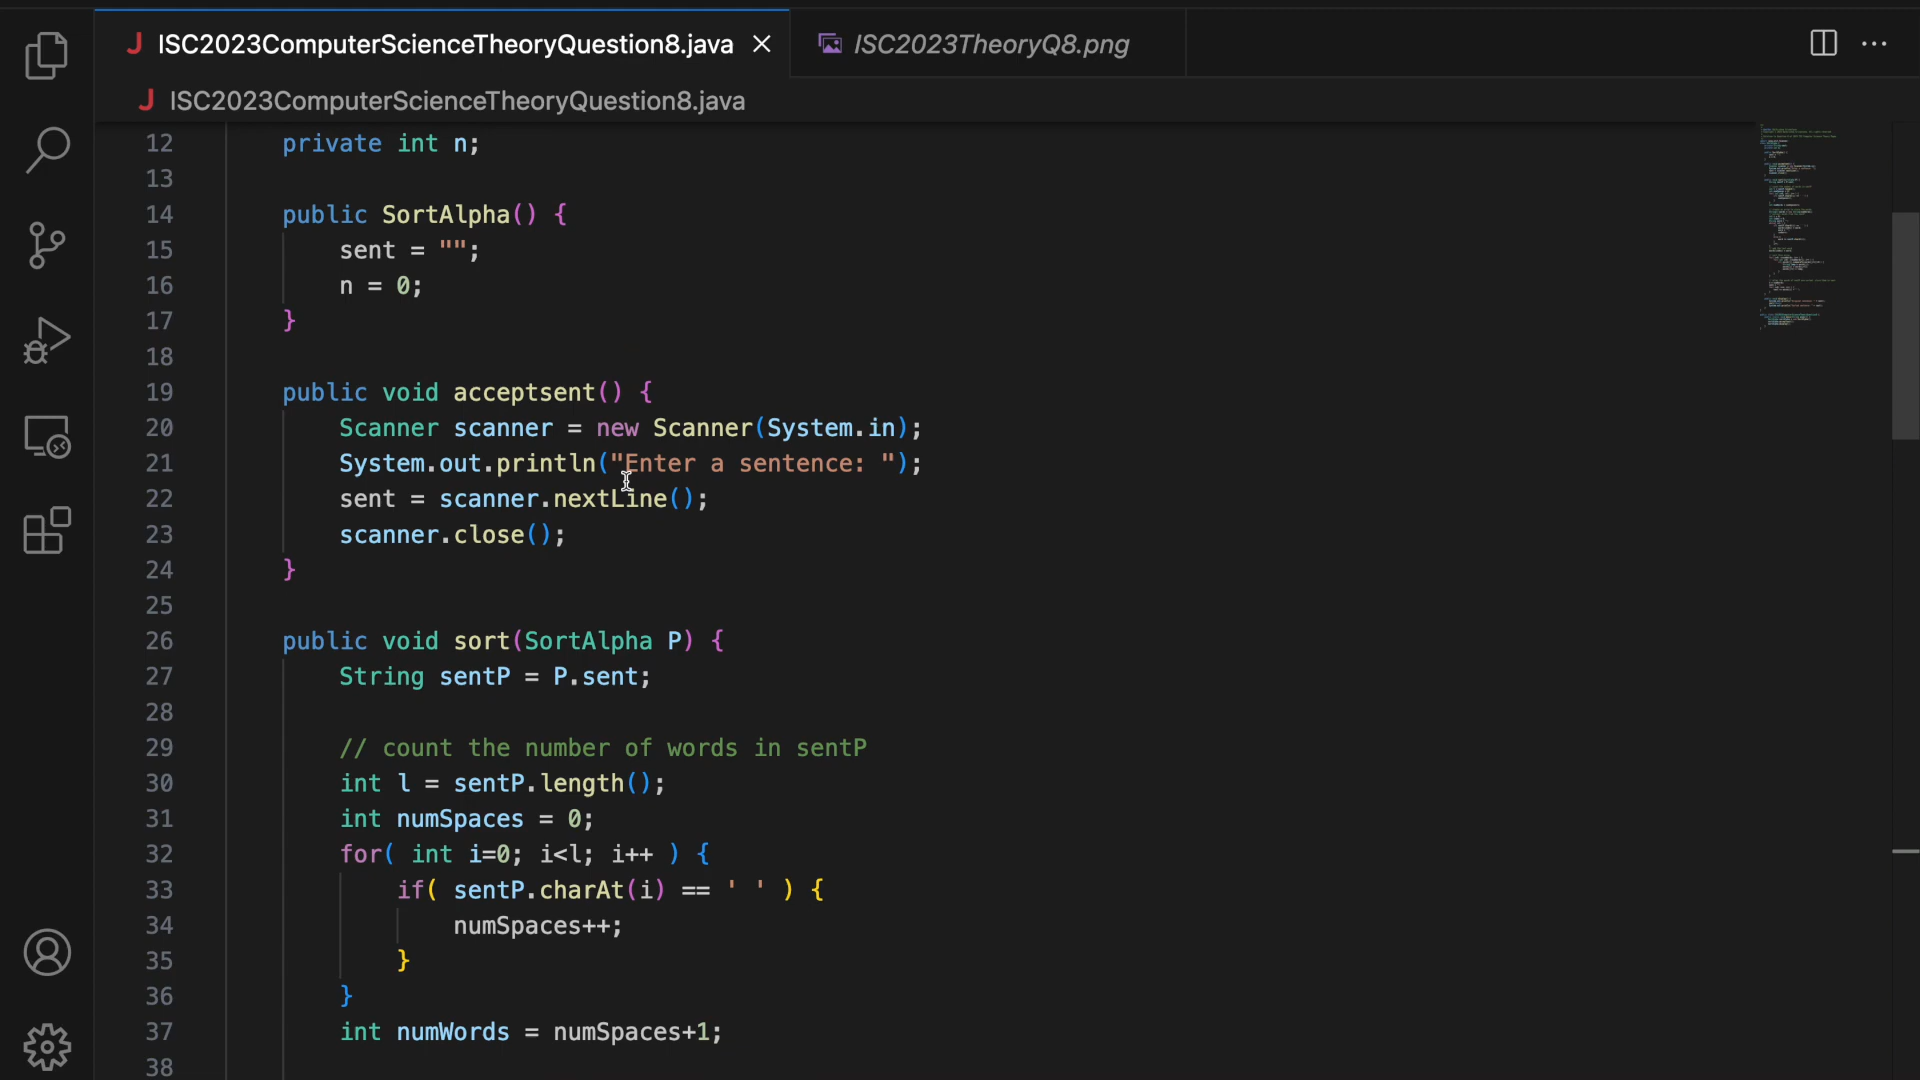 ISC2023ComputerScienceTheoryQuestion8.java
ISC2023TheoryQ8.png
ISC2023ComputerScienceTheoryQuestion8.java
12 private int n;
13
14 public SortAlpha() {
15 sent = "";
16 n = 0;
17 }
18
19 public void acceptsent() {
20 Scanner scanner = new Scanner(System.in);
21 System.out.println("Enter a sentence: ");
22 sent = scanner.nextLine();
23 scanner.close();
24 }
25
26 public void sort(SortAlpha P) {
27 String sentP = P.sent;
28
29 // count the number of words in sentP
30 int l = sentP.length();
31 int numSpaces = 0;
32 for( int i=0; i<l; i++ ) {
33 if( sentP.charAt(i) == ' ' ) {
34 numSpaces++;
35 }
36 }
37 int numWords = numSpaces+1;
38